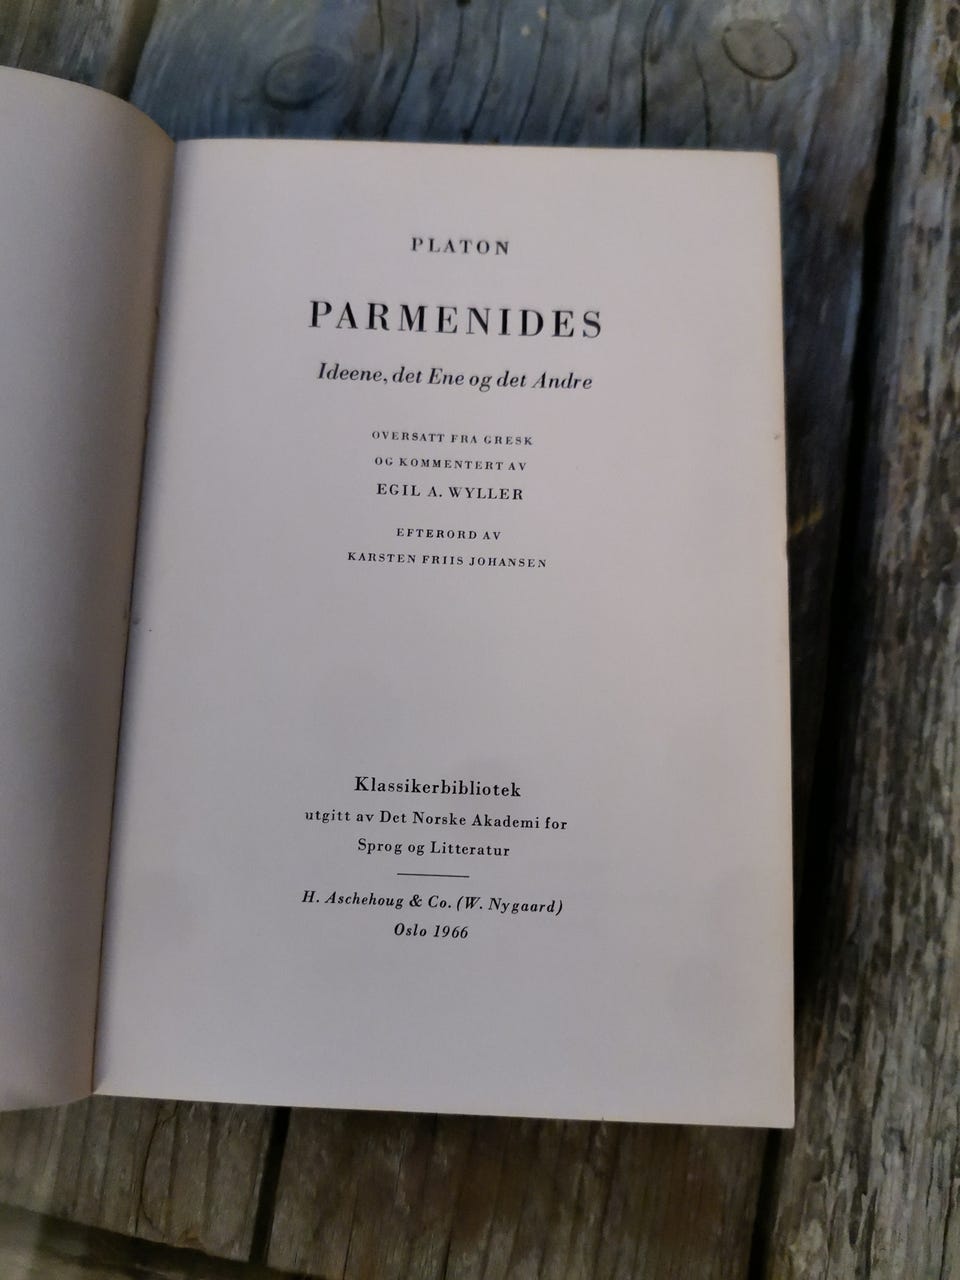 PLATON
PARMENIDES
Ideene, det Ene og det Andre
OVERSATT FRA GRESK
OG KOMMENTERT AV
EGIL A. WYLLER
EFTERORD AV
KARSTEN FRIIS JOHANSEN
Klassikerbibliotek
utgitt av Det Norske Akademi for
Sprog og Litteratur
H. Aschehoug & Co. (W. Nygaard)
Oslo 1966